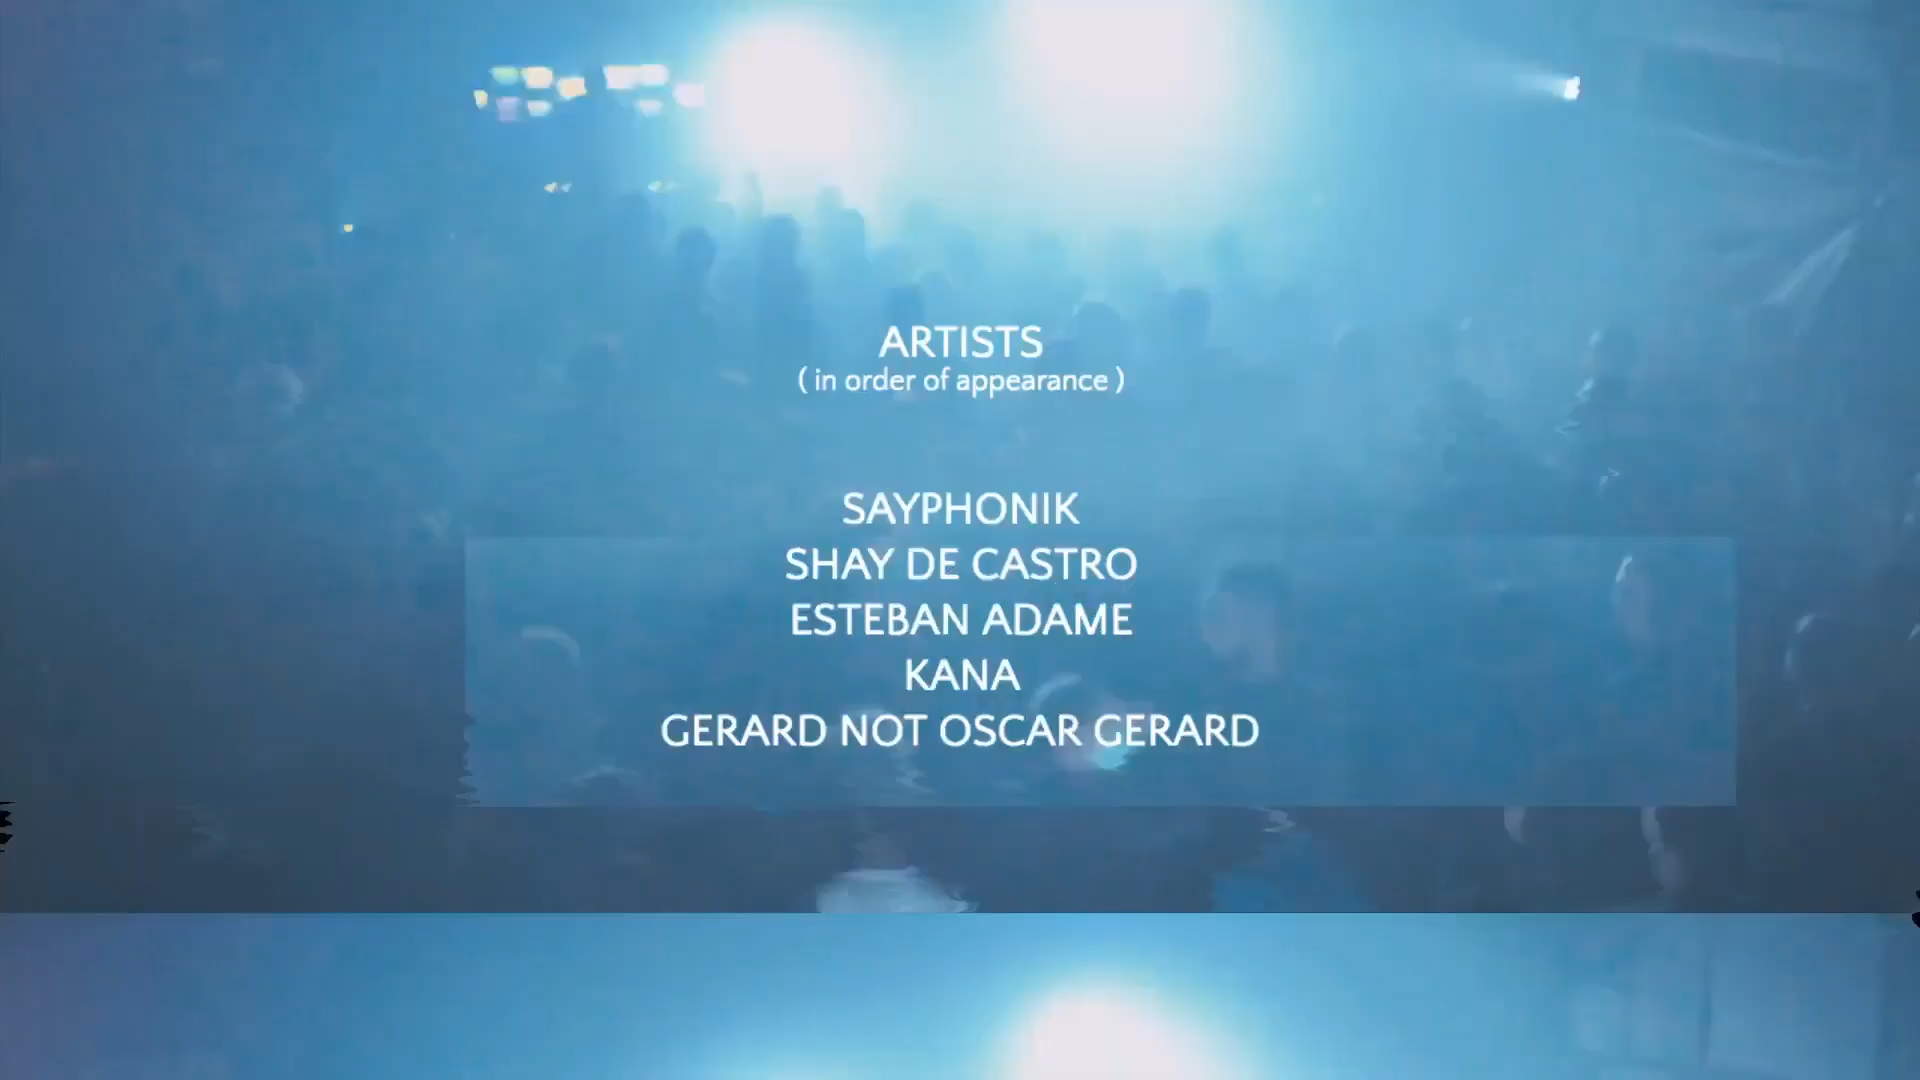 ARTISTS
( in order of appearance )
SAYPHONIK
SHAY DE CASTRO
ESTEBAN ADAME
KANA
GERARD NOT OSCAR GERARD